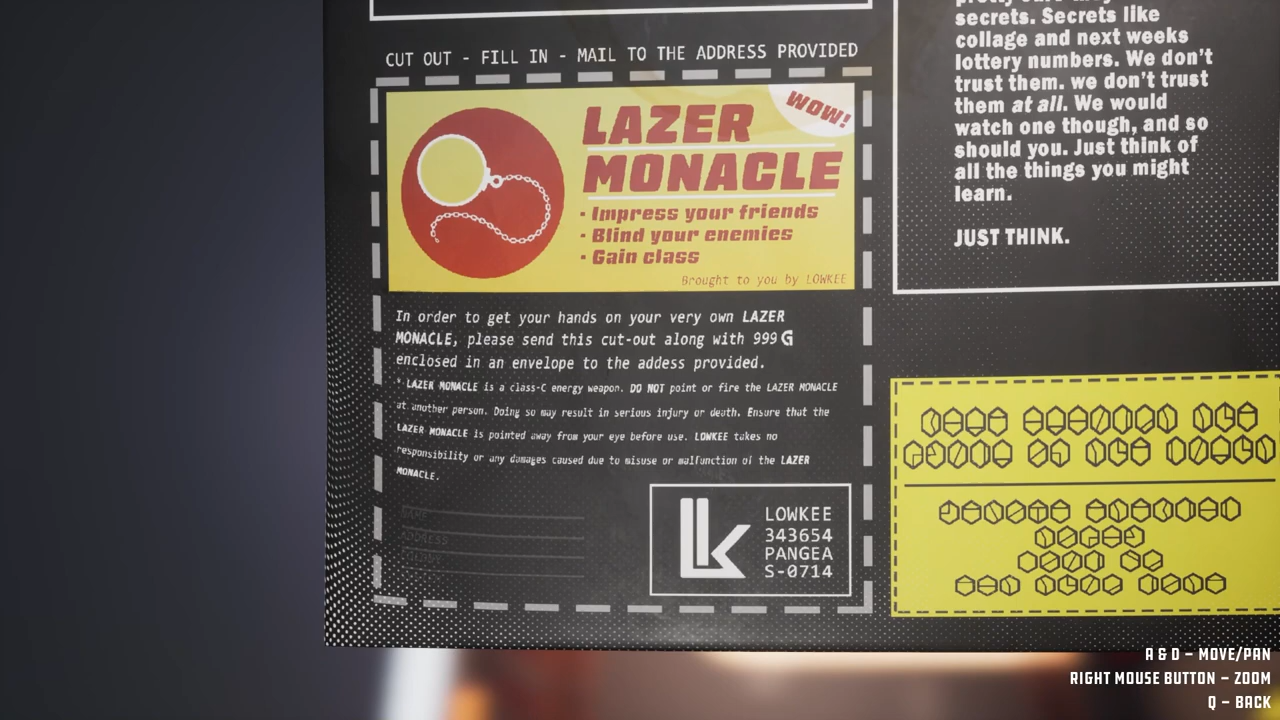 CUT OUT - FILL IN - MAIL TO THE ADDRESS PROVIDED
WOW!
LAZER
MONACLE
· Impress your friends
· Blind your enemies
· Gain class
Brought to you by LOWKEE
In order to get your hands on your very own LAZER
MONACLE, please send this cut-out along with 999 G
enclosed in an envelope to the addess provided.
* LAZER MONACLE is a class-C energy weapon. DO NOT point or fire the LAZER MONACLE
at another person. Doing so may result in serious injury or death. Ensure that the
LAZER MONACLE is pointed away from your eye before use. LOWKEE takes no
responsibility or any damages caused due to misuse or malfunction of the LAZER
MONACLE.
NAME
ADDRESS
lk
LOWKEE
343654
PANGEA
S-0714
secrets. Secrets like
collage and next weeks
lottery numbers. We don't
trust them. we don't trust
them at all. We would
watch one though, and so
should you. Just think of
all the things you might
learn.
JUST THINK.
A & D - MOVE/PAN
RIGHT MOUSE BUTTON - ZOOM
Q - BACK